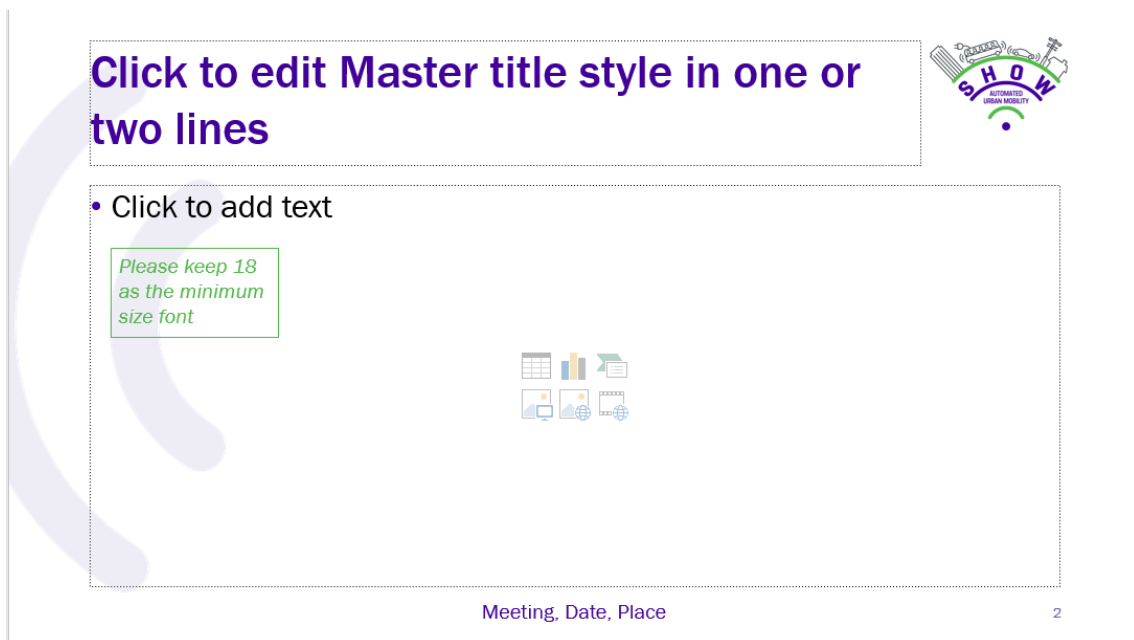 Click to edit Master title style in one or
two lines
SHOW
AUTOMATED
URBAN MOBILITY
• Click to add text
Please keep 18
as the minimum
size font
Meeting, Date, Place
2